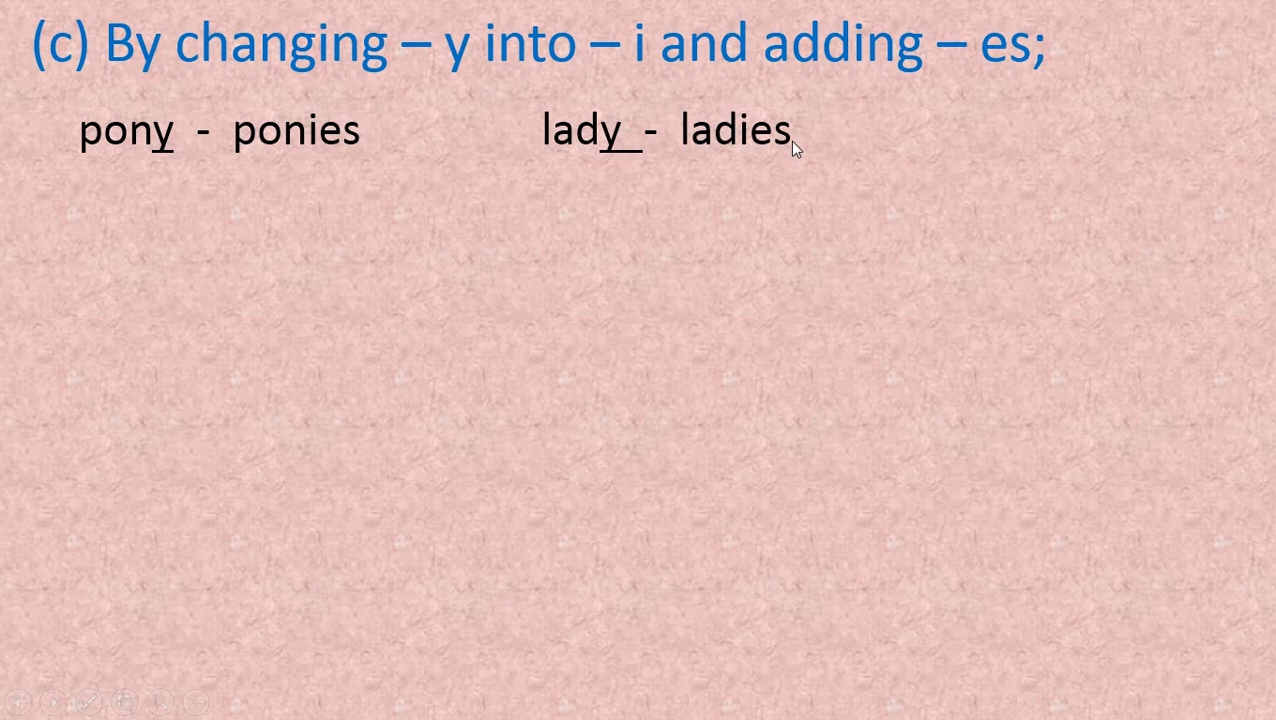 (c) By changing – y into – i and adding – es;
pony - ponies lady - ladies